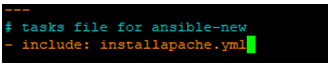 ---
# tasks file for ansible-new
- include: installapache.yml